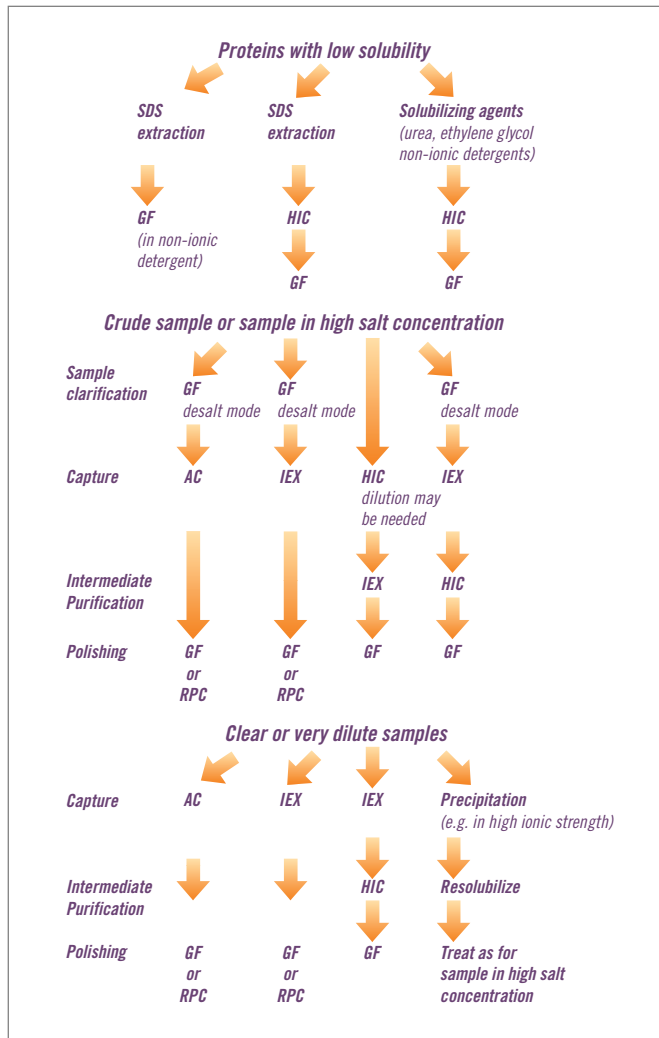 Proteins with low solubility
SDS extraction
SDS extraction
Solubilizing agents
(urea, ethylene glycol
non-ionic detergents)
GF
(in non-ionic
detergent)
HIC
HIC
GF
GF
Crude sample or sample in high salt concentration
Sample
clarification
GF
desalt mode
GF
desalt mode
GF
desalt mode
Capture
AC
IEX
HIC
dilution may
be needed
IEX
Intermediate
Purification
IEX
HIC
Polishing
GF
or
RPC
GF
or
RPC
GF
GF
Clear or very dilute samples
Capture
AC
IEX
IEX
Precipitation
(e.g. in high ionic strength)
Intermediate
Purification
HIC
Resolubilize
Polishing
GF
or
RPC
GF
or
RPC
GF
Treat as for
sample in high salt
concentration